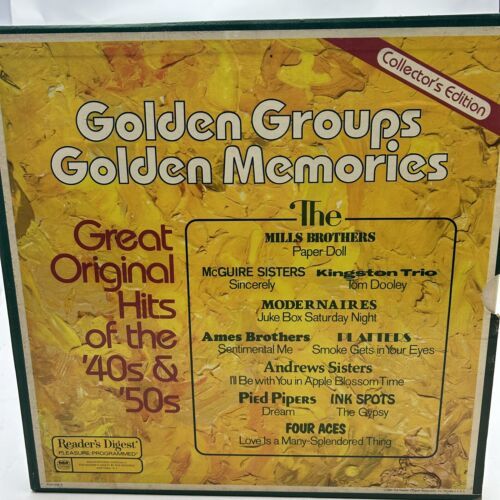 Collector's Edition
Golden Groups
Golden Memories
Great
Original
Hits
of the
'40s &
'50s
The
MILLS BROTHERS
Paper Doll
McGUIRE SISTERS Kingston Trio
Sincerely Tom Dooley
MODERNAIRES
Juke Box Saturday Night
Ames Brothers PLATTERS
Sentimental Me Smoke Gets in Your Eyes
Andrews Sisters
I'll Be with You in Apple Blossom Time
Pied Pipers INK SPOTS
Dream The Gypsy
FOUR ACES
Love Is a Many-Splendored Thing
Reader's Digest
PLEASURE PROGRAMMED